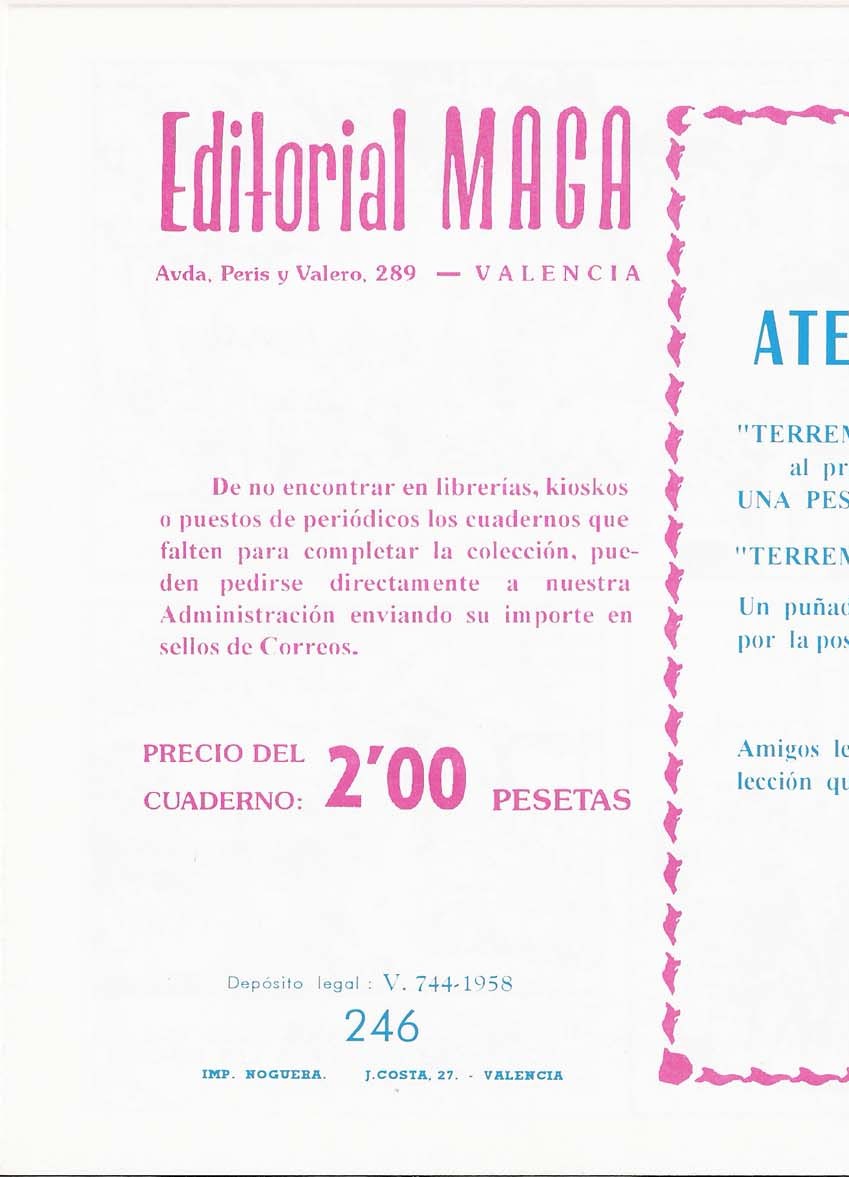 Editorial MAGA
Avda. Peris y Valero, 289 — VALENCIA
De no encontrar en librerías, kioskos
o puestos de periódicos los cuadernos que
falten para completar la colección, pue-
den pedirse directamente a nuestra
Administración enviando su importe en
sellos de Correos.
PRECIO DEL
CUADERNO: 2'00 PESETAS
Depósito legal : V. 744-1958
246
IMP. NOGUERA. J.COSTA, 27. - VALENCIA
ATE
"TERREM
al pr
UNA PES
"TERREM
Un puñad
por la pos
Amigos le
lección qu